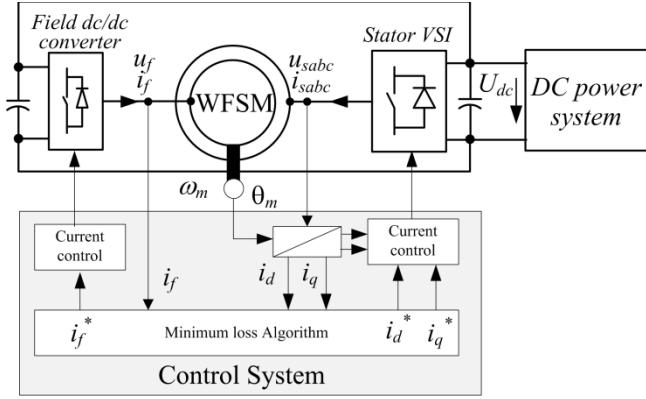 Field dc/dc
converter
Stator VSI
u_f
i_f
WFSM
u_sabc
i_sabc
U_dc
DC power
system
ω_m
θ_m
Current
control
Current
control
i_f
i_d
i_q
i_f*
Minimum loss Algorithm
i_d*
i_q*
Control System